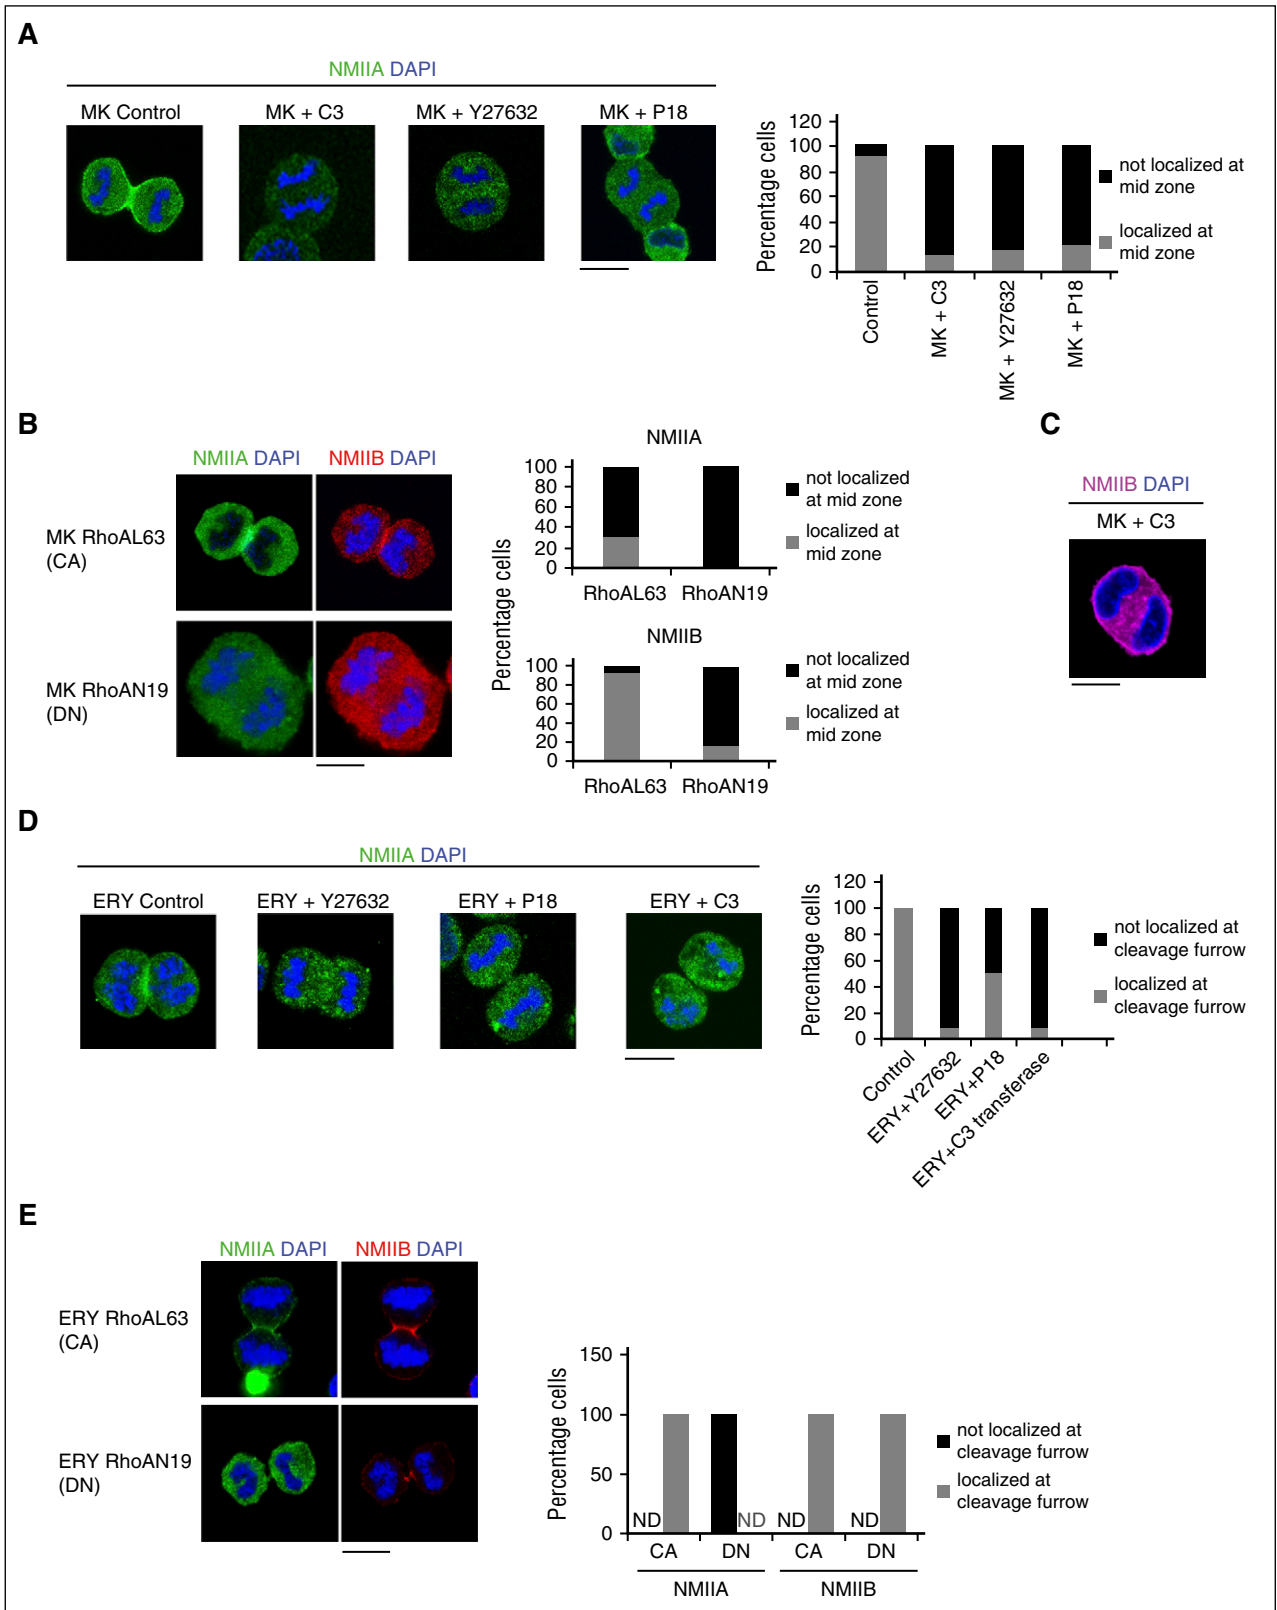 A
NMIIA DAPI
MK Control
MK + C3
MK + Y27632
MK + P18
Percentage cells
120
100
80
60
40
20
0
Control
MK + C3
MK + Y27632
MK + P18
not localized at
mid zone
localized at
mid zone
B
NMIIA DAPI
NMIIB DAPI
MK RhoAL63
(CA)
MK RhoAN19
(DN)
Percentage cells
NMIIA
100
80
60
40
20
0
RhoAL63
RhoAN19
not localized
at mid zone
localized at
mid zone
NMIIB
100
80
60
40
20
0
RhoAL63
RhoAN19
not localized
at mid zone
localized at
mid zone
C
NMIIB DAPI
MK + C3
D
NMIIA DAPI
ERY Control
ERY + Y27632
ERY + P18
ERY + C3
Percentage cells
120
100
80
60
40
20
0
Control
ERY+Y27632
ERY+P18
ERY+C3 transferase
not localized at
cleavage furrow
localized at
cleavage furrow
E
NMIIA DAPI
NMIIB DAPI
ERY RhoAL63
(CA)
ERY RhoAN19
(DN)
Percentage cells
150
100
50
0
ND
ND
ND
ND
CA
DN
CA
DN
NMIIA
NMIIB
not localized at
cleavage furrow
localized at
cleavage furrow